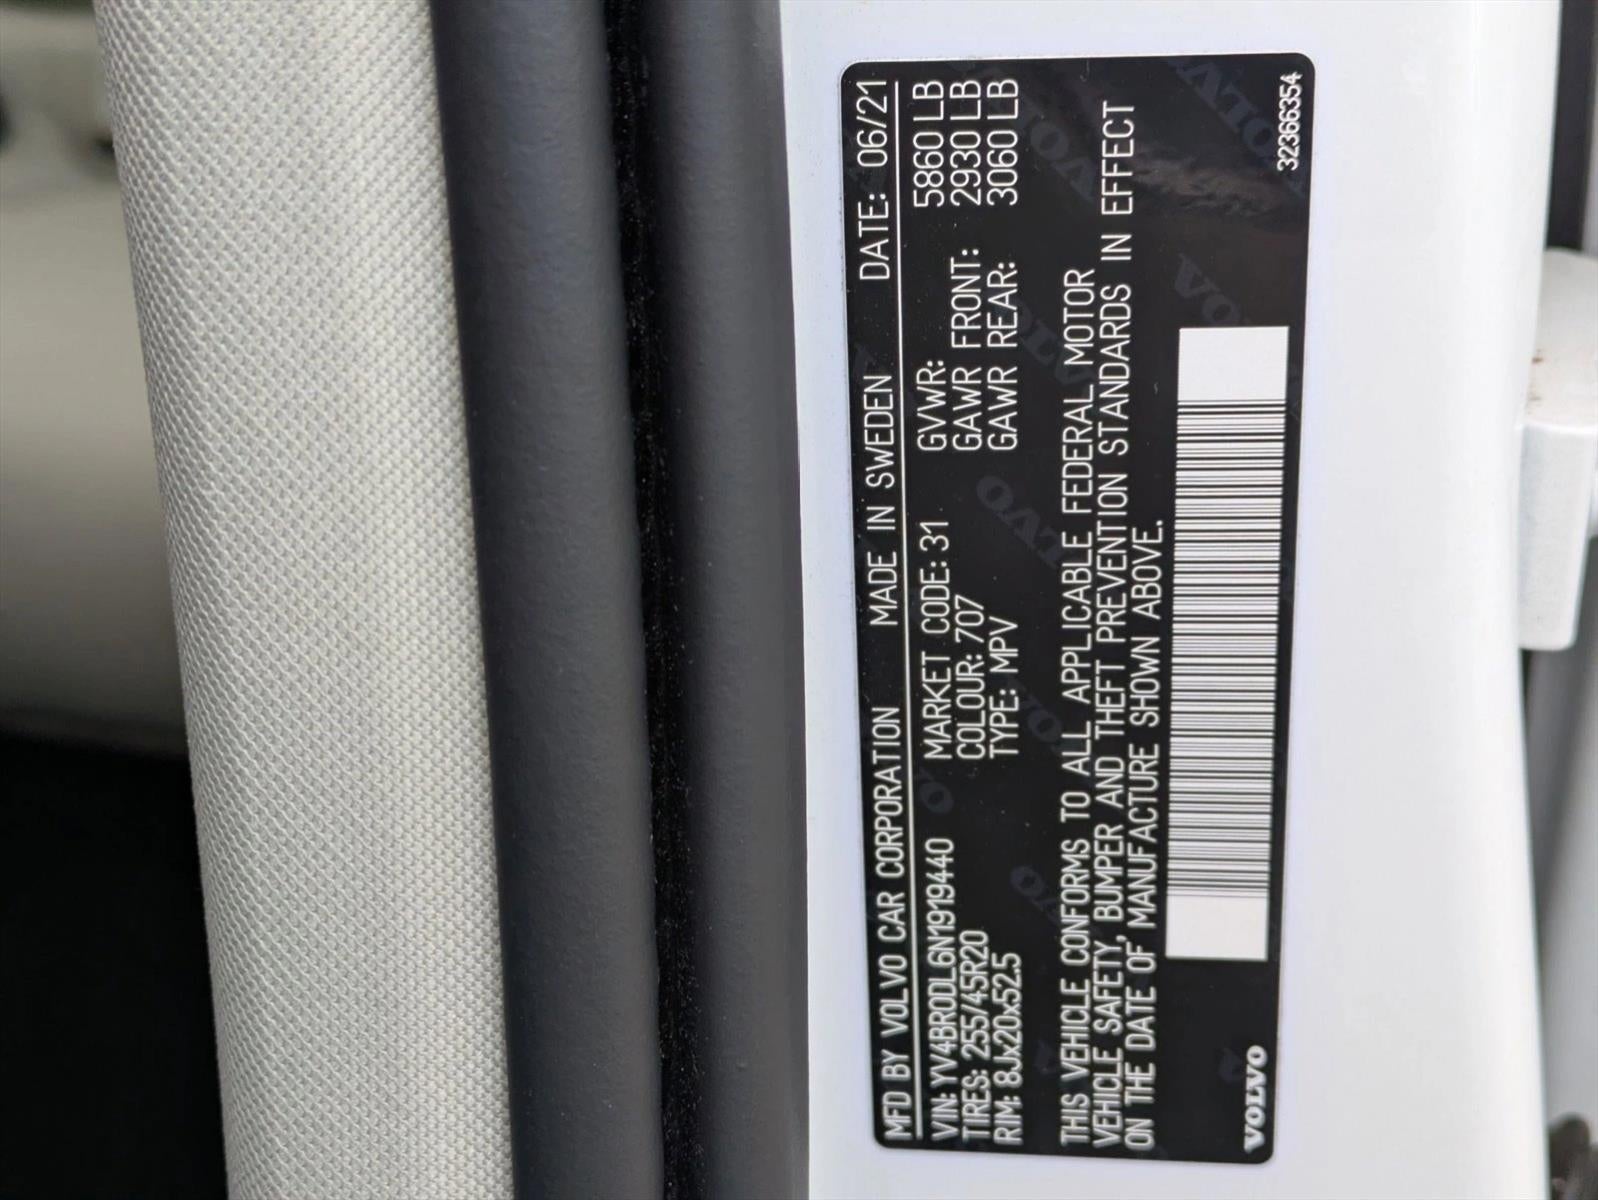 MFD BY VOLVO CAR CORPORATION MADE IN SWEDEN DATE: 06/21
VIN: YV4BR0DL6N1919440 MARKET CODE: 31 GVWR: 5860 LB
TIRES: 255/45R20 COLOUR: 707 GAWR FRONT: 2930 LB
RIM: 8Jx20x52.5 TYPE: MPV GAWR REAR: 3060 LB
THIS VEHICLE CONFORMS TO ALL APPLICABLE FEDERAL MOTOR
VEHICLE SAFETY, BUMPER AND THEFT PREVENTION STANDARDS IN EFFECT
ON THE DATE OF MANUFACTURE SHOWN ABOVE.
VOLVO 32366354